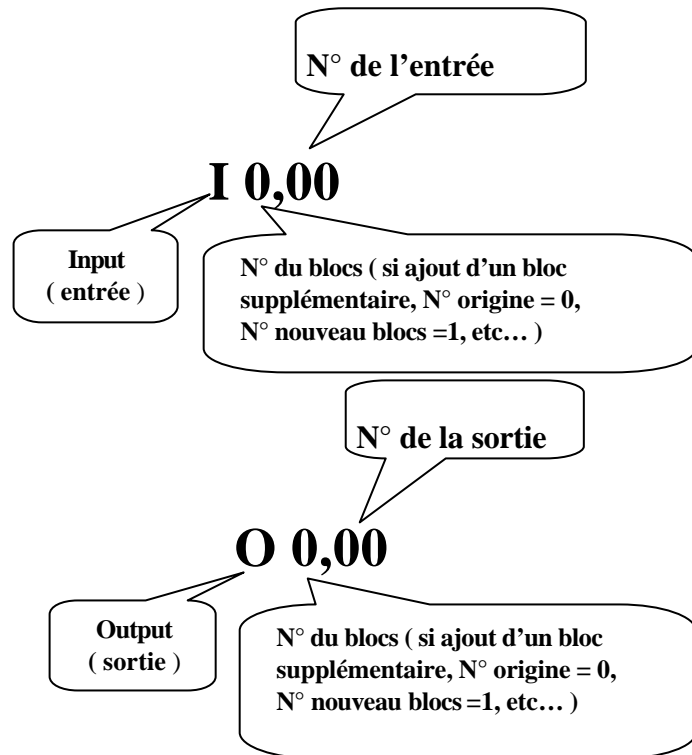 N° de l'entrée
I 0,00
Input
( entrée )
N° du blocs ( si ajout d'un bloc
supplémentaire, N° origine = 0,
N° nouveau blocs =1, etc… )
N° de la sortie
O 0,00
Output
( sortie )
N° du blocs ( si ajout d'un bloc
supplémentaire, N° origine = 0,
N° nouveau blocs =1, etc… )